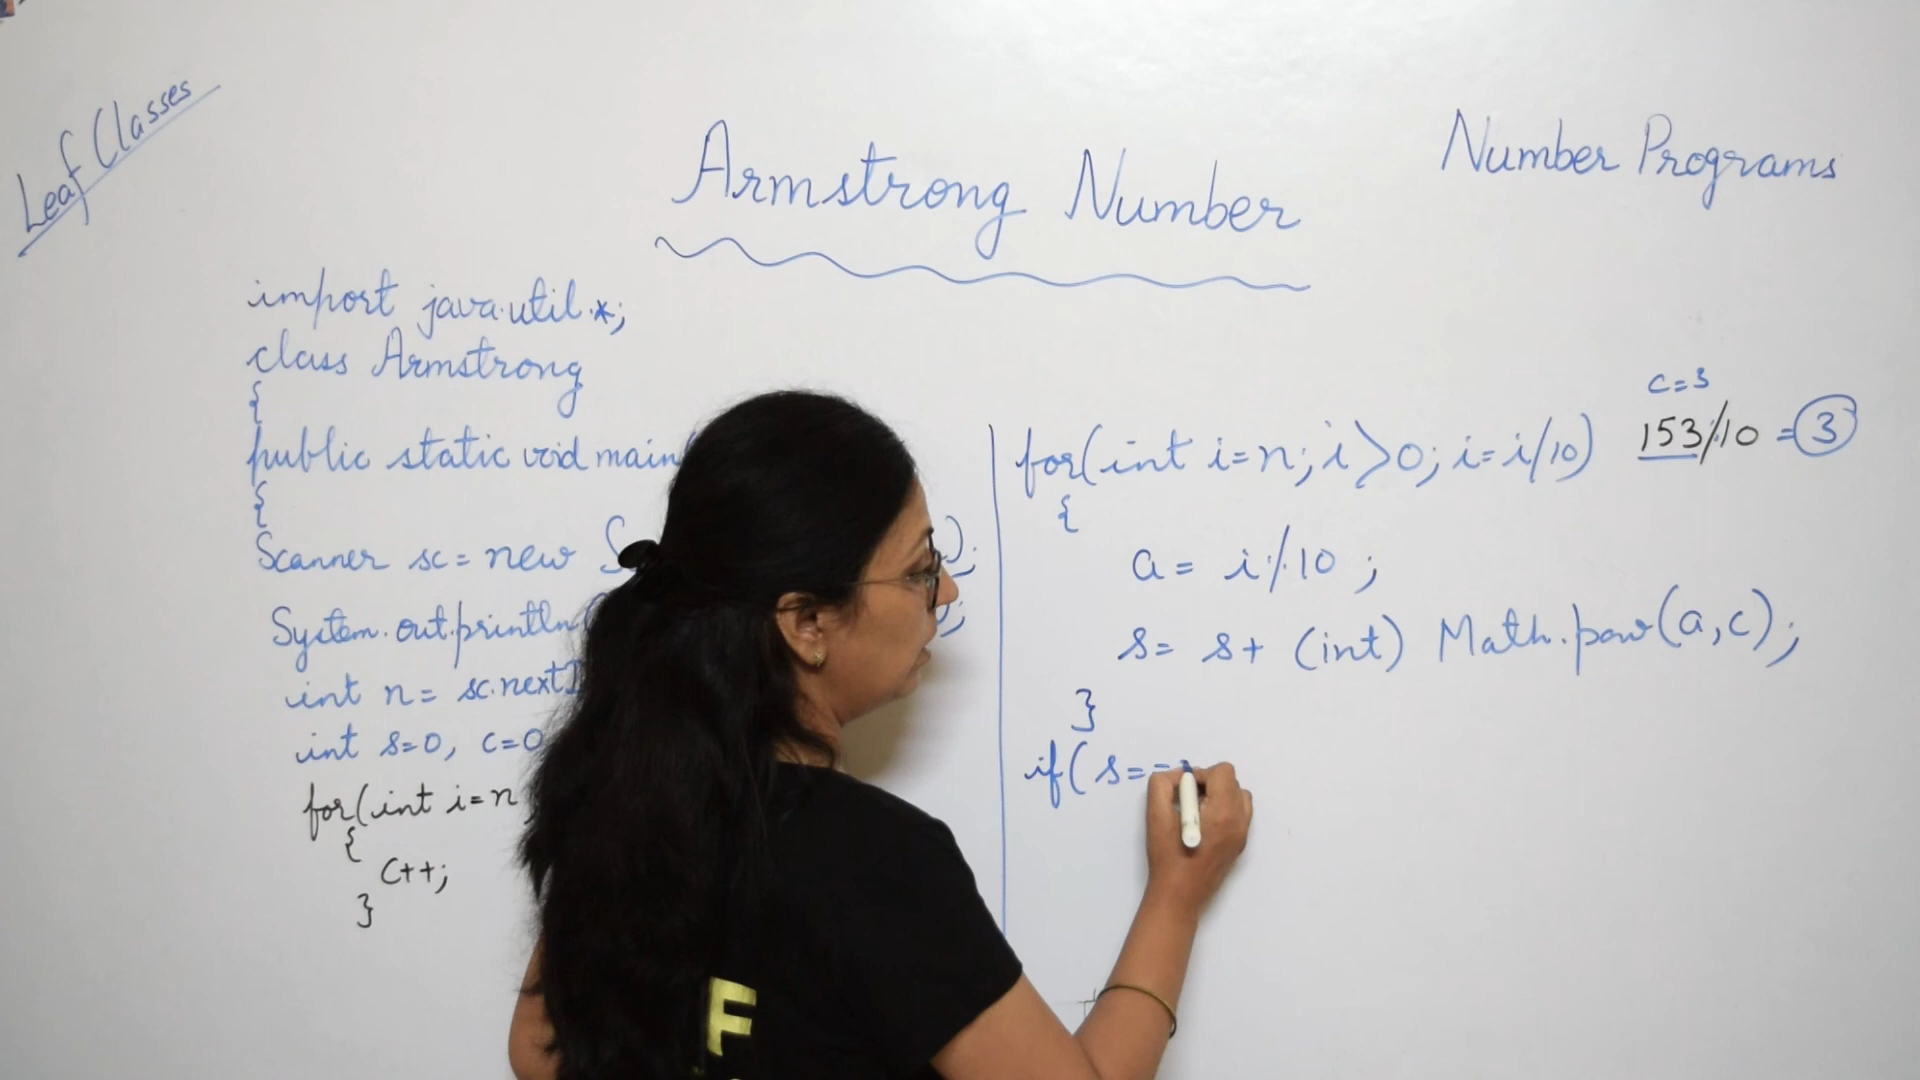 Leaf Classes
Armstrong Number
Number Programs
import java.util.*;
class Armstrong
{
public static void main(
{
Scanner sc = new S );
System.out.println( );
int n = sc.nextI
int s=0, c=0
for(int i=n
{
c++;
}
for(int i=n; i>0; i=i/10)
{
a = i%10 ;
s = s+ (int) Math.pow(a,c);
}
if( s==
c=3
153%10 = 3
F